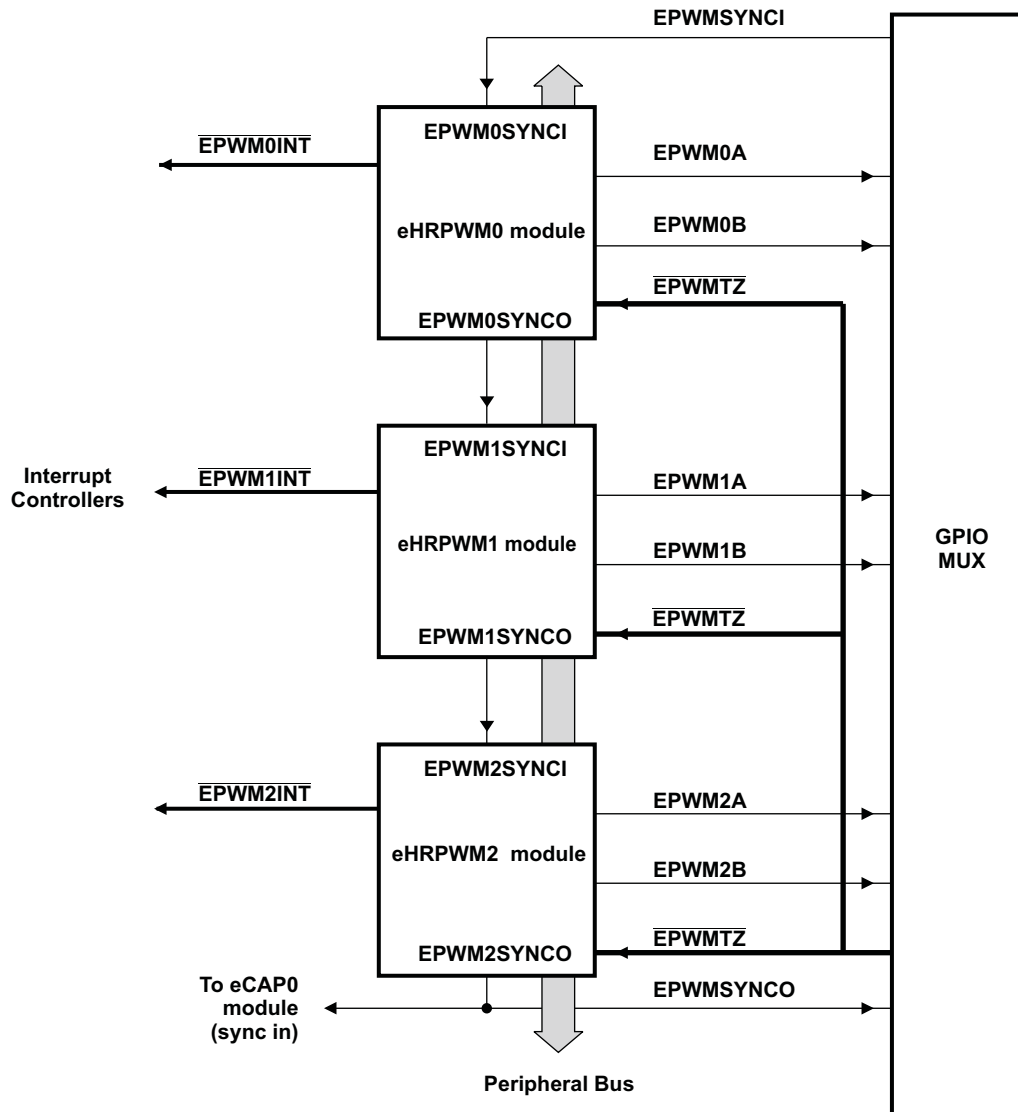 EPWMSYNCI
EPWM0SYNCI
EPWM0INT
EPWM0A
eHRPWM0 module
EPWM0B
EPWMTZ
EPWM0SYNCO
EPWM1SYNCI
Interrupt
Controllers
EPWM1INT
EPWM1A
eHRPWM1 module
EPWM1B
GPIO
MUX
EPWMTZ
EPWM1SYNCO
EPWM2SYNCI
EPWM2INT
EPWM2A
eHRPWM2 module
EPWM2B
EPWMTZ
EPWM2SYNCO
To eCAP0
module
(sync in)
EPWMSYNCO
Peripheral Bus